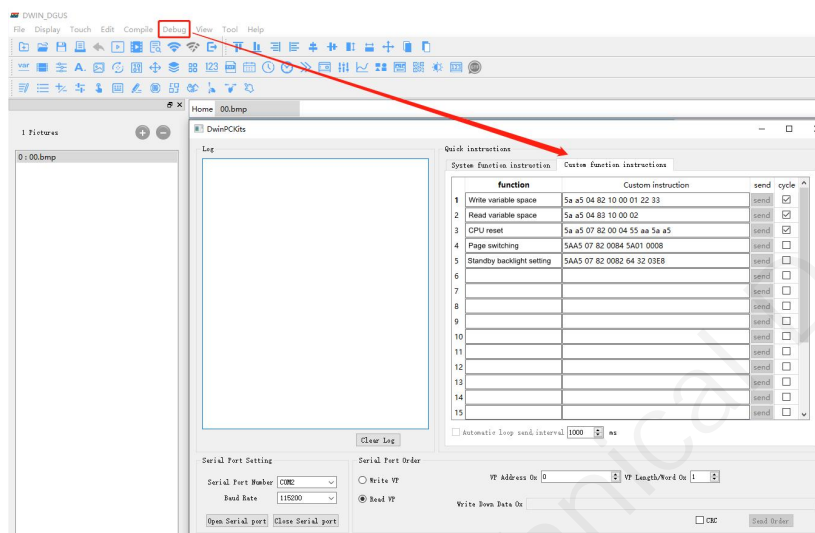 DWIN_DGUS
File Display Touch Edit Compile Debug View Tool Help
Home 00.bmp
1 Pictures
0 : 00.bmp
DwinPCKits
Log
Quick instructions
System function instruction Custom function instructions
function Custom instruction send cycle
1 Write variable space 5a a5 04 82 10 00 01 22 33 send
2 Read variable space 5a a5 04 83 10 00 02 send
3 CPU reset 5a a5 07 82 00 04 55 aa 5a a5 send
4 Page switching 5AA5 07 82 0084 5A01 0008 send
5 Standby backlight setting 5AA5 07 82 0082 64 32 03E8 send
6 send
7 send
8 send
9 send
10 send
11 send
12 send
13 send
14 send
15 send
Automatic loop send, interval 1000 ms
Clear Log
Serial Port Setting
Serial Port Number COM2
Baud Rate 115200
Open Serial port Close Serial port
Serial Port Order
Write VP
Read VP
VP Address 0x 0 VP Length/Word 0x 1
Write Down Data 0x
CRC Send Order